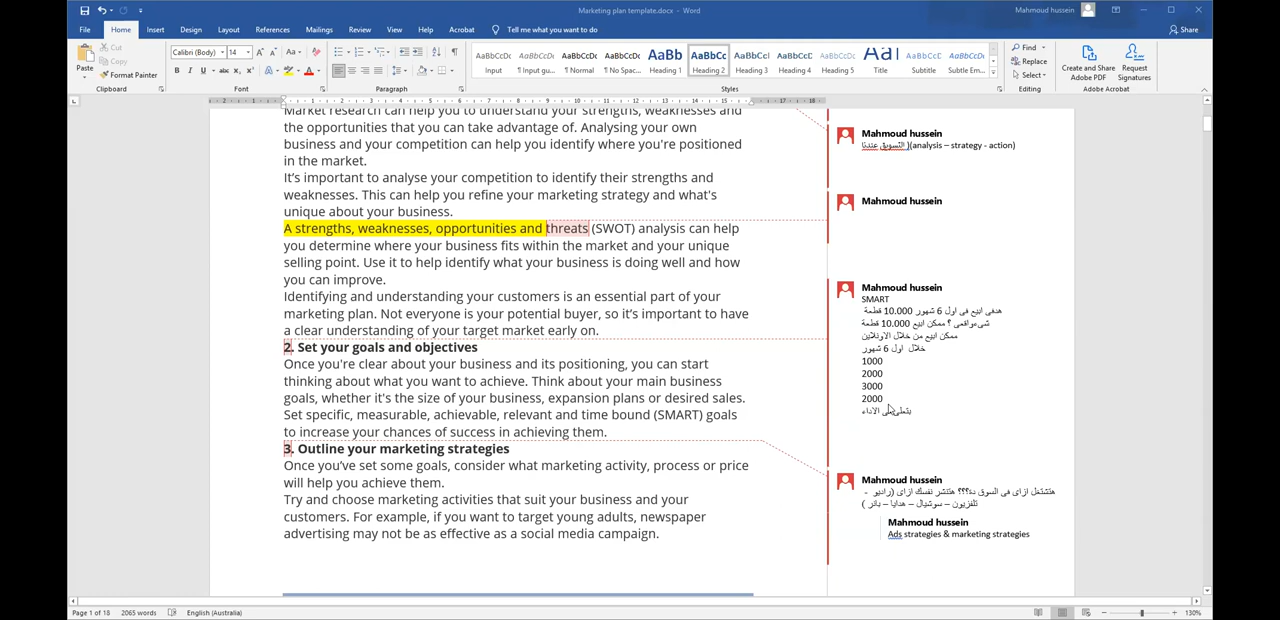 Marketing plan template.docx - Word
Mahmoud hussein
File Home Insert Design Layout References Mailings Review View Help Acrobat Tell me what you want to do Share
Paste Cut Copy Format Painter
Calibri (Body) 14
AaBbCcDc AaBbCcDc AaBbCcDc AaBbCcDc AaBb AaBbCc AaBbCcI AaBbCcI AaBbCcD AaI AaBbCcD AaBbCcDc
Input ¶ Input gu... ¶ Normal ¶ No Spac... Heading 1 Heading 2 Heading 3 Heading 4 Heading 5 Title Subtitle Subtle Em...
Find Replace Select
Create and Share Adobe PDF
Request Signatures
Clipboard Font Paragraph Styles Editing Adobe Acrobat
Market research can help you to understand your strengths, weaknesses and
the opportunities that you can take advantage of. Analysing your own
business and your competition can help you identify where you're positioned
in the market.
It's important to analyse your competition to identify their strengths and
weaknesses. This can help you refine your marketing strategy and what's
unique about your business.
A strengths, weaknesses, opportunities and threats (SWOT) analysis can help
you determine where your business fits within the market and your unique
selling point. Use it to help identify what your business is doing well and how
you can improve.
Identifying and understanding your customers is an essential part of your
marketing plan. Not everyone is your potential buyer, so it's important to have
a clear understanding of your target market early on.
2. Set your goals and objectives
Once you're clear about your business and its positioning, you can start
thinking about what you want to achieve. Think about your main business
goals, whether it's the size of your business, expansion plans or desired sales.
Set specific, measurable, achievable, relevant and time bound (SMART) goals
to increase your chances of success in achieving them.
3. Outline your marketing strategies
Once you've set some goals, consider what marketing activity, process or price
will help you achieve them.
Try and choose marketing activities that suit your business and your
customers. For example, if you want to target young adults, newspaper
advertising may not be as effective as a social media campaign.
Mahmoud hussein
التسويق عندنا )(analysis – strategy - action)
Mahmoud hussein
Mahmoud hussein
SMART
هدفى ابيع فى اول 6 شهور 10.000 قطعة
شىءواقعى ؟ ممكن ابيع 10.000 قطعة
ممكن ابيع من خلال الاونلاين
خلال اول 6 شهور
1000
2000
3000
2000
الاداء
Mahmoud hussein
هتشتغل ازاى فى السوق دة؟؟؟ هتنشر نفسك ازاى (راديو -
تلفزيون – سوشيال – هدايا – بانر )
Mahmoud hussein
Ads strategies & marketing strategies
Page 1 of 18 2065 words English (Australia) 130%